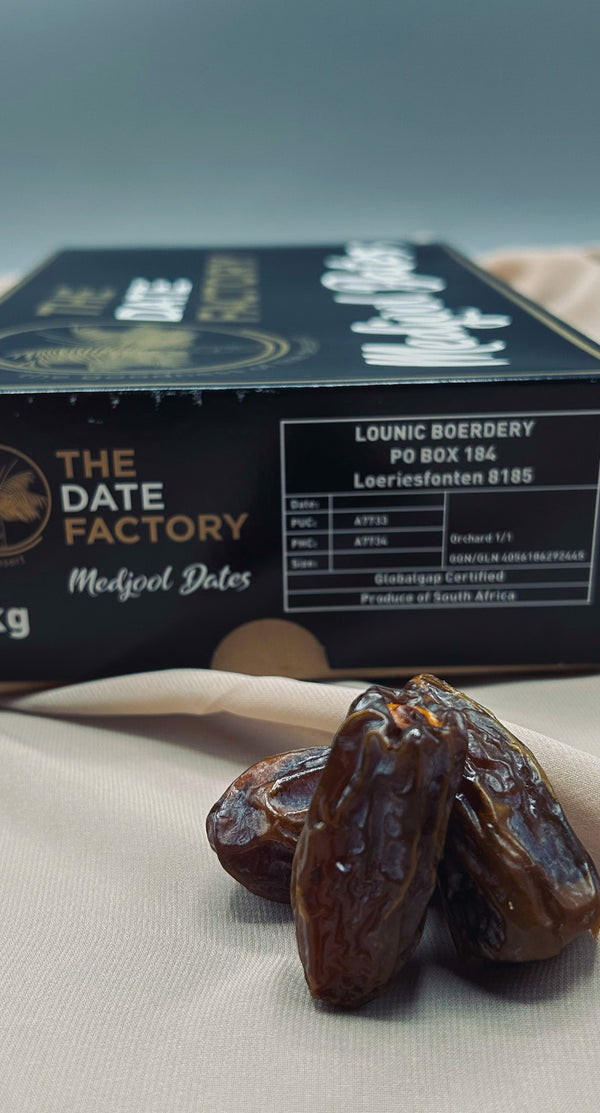 THE
DATE
FACTORY
Medjool Dates
THE
DATE
FACTORY
Medjool Dates
kg
LOUNIC BOERDERY
PO BOX 184
Loeriesfonten 8185
Date:
PUC: A7733
PHC: A7734
Orchard 1/1
Size:
GGN/GLN 4056186292465
Globalgap Certified
Produce of South Africa